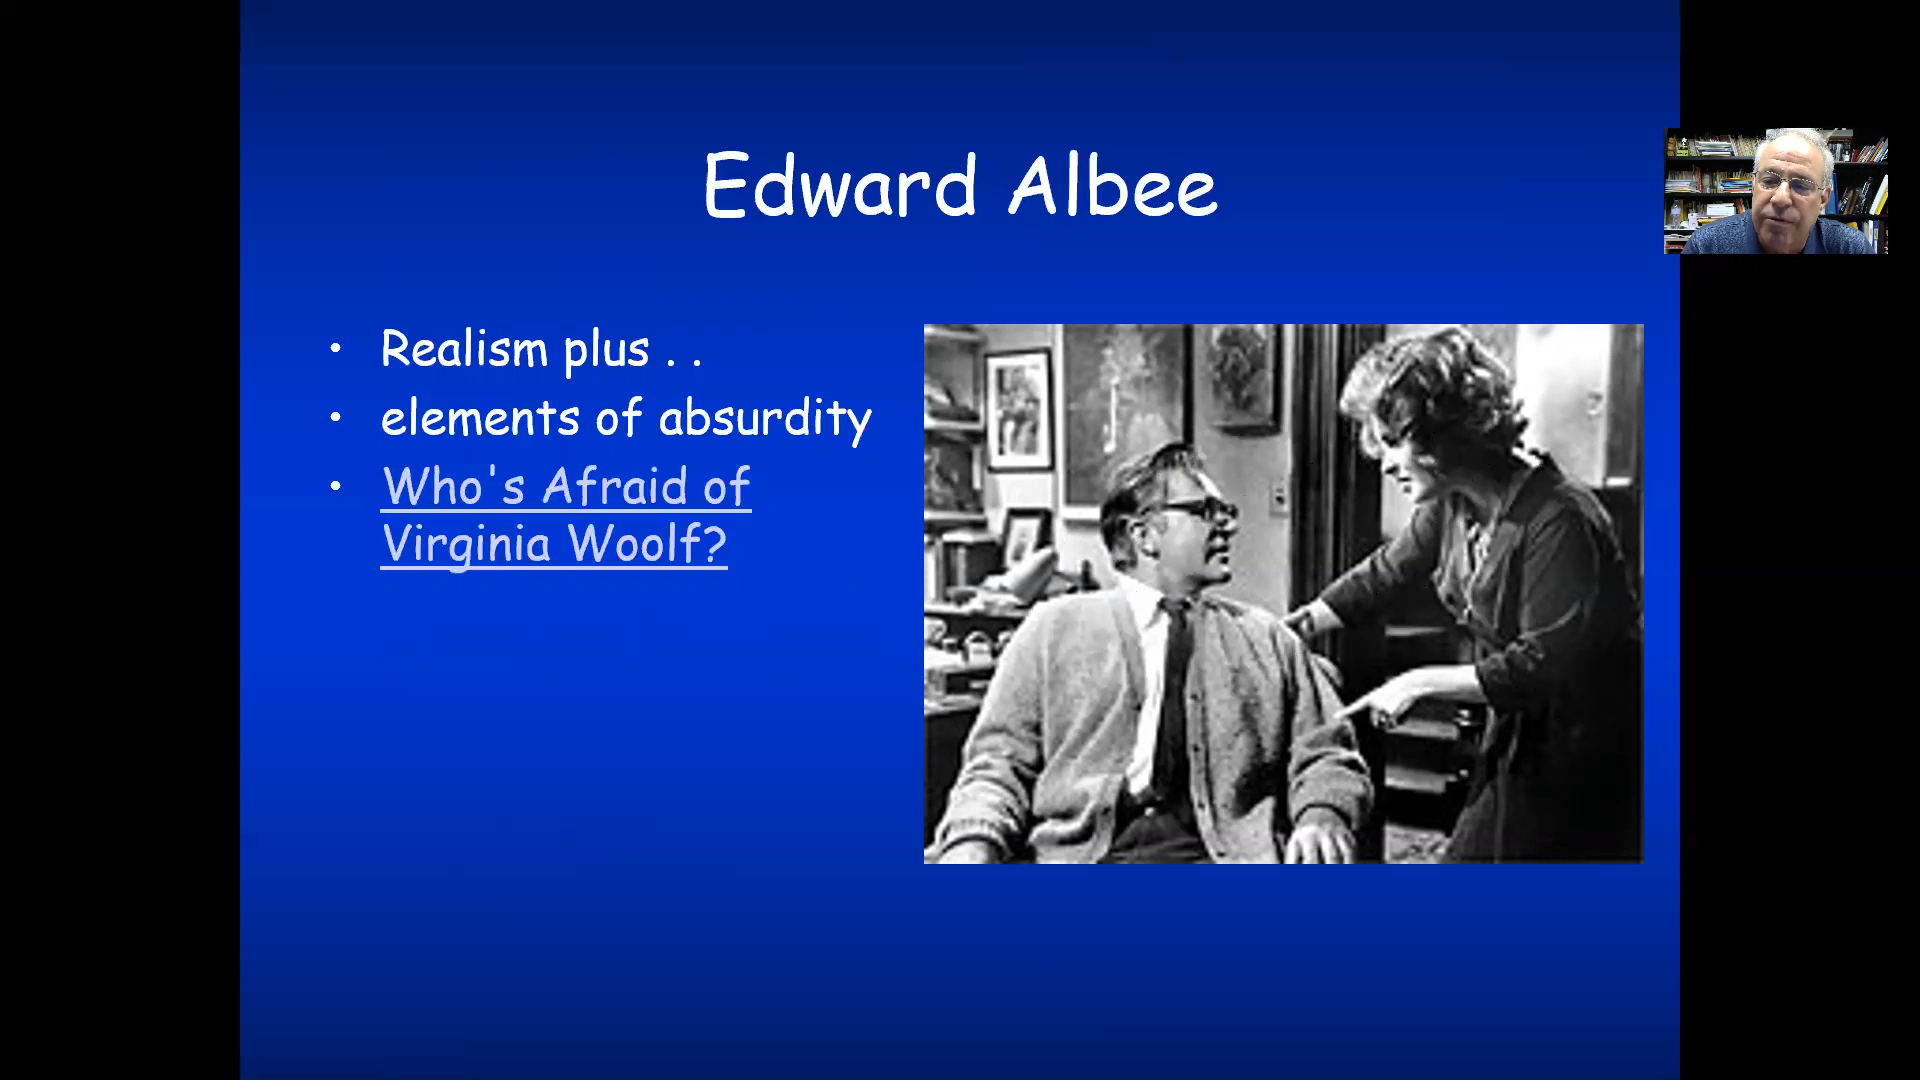 Edward Albee
• Realism plus . .
• elements of absurdity
• Who's Afraid of
Virginia Woolf?